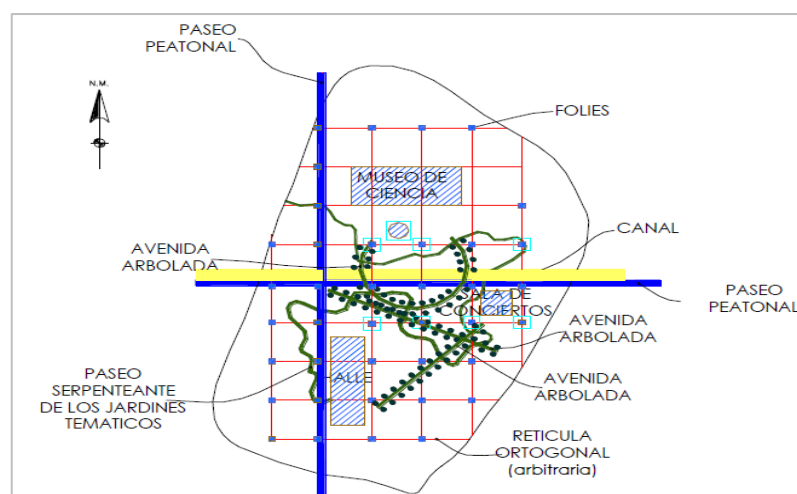 PASEO
PEATONAL
N.M.
FOLIES
MUSEO DE
CIENCIA
CANAL
AVENIDA
ARBOLADA
ALA DE
CONCIERTOS
PASEO
PEATONAL
AVENIDA
ARBOLADA
PASEO
SERPENTEANTE
DE LOS JARDINES
TEMATICOS
ALLE
AVENIDA
ARBOLADA
RETICULA
ORTOGONAL
(arbitraria)